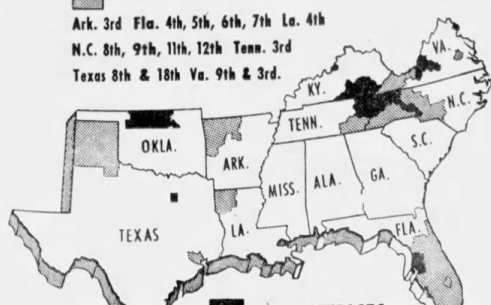 Ark. 3rd Fla. 4th, 5th, 6th, 7th La. 4th
N.C. 8th, 9th, 11th, 12th Tenn. 3rd
Texas 8th & 18th Va. 9th & 3rd.
VA.
KY.
N.C.
TENN.
OKLA.
ARK.
S.C.
MISS.
ALA.
GA.
TEXAS
LA.
FLA.